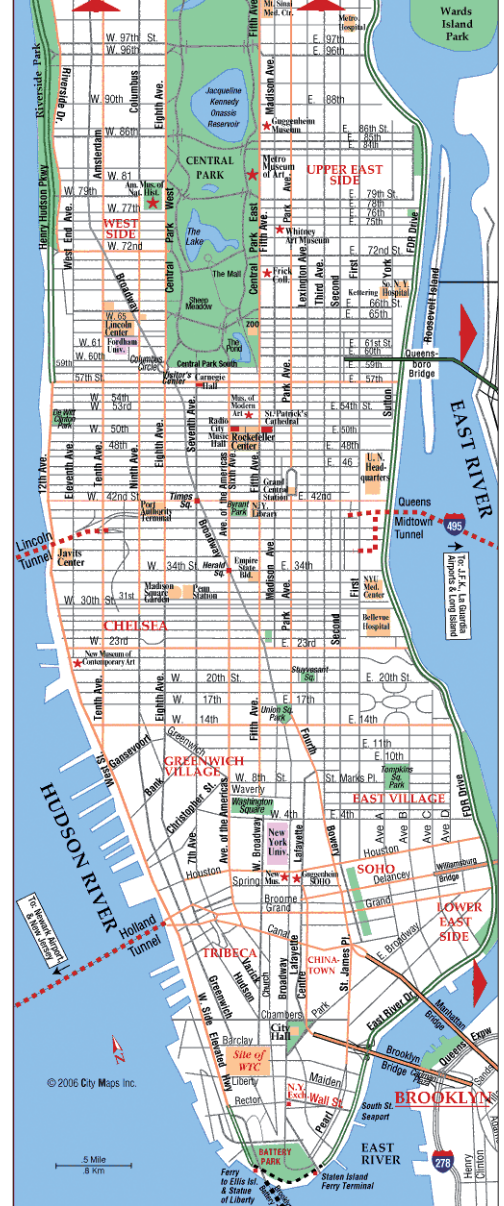 Riverside Park
Fifth Ave.
Mt. Sinai
Med. Ctr.
Metro
Hospital
Wards
Island
Park
W. 97th St.
W. 96th
E. 97th
E. 96th
Riverside Dr.
Columbus
Eighth Ave.
Madison Ave.
W. 90th
Jacqueline
Kennedy
Onassis
Reservoir
E. 88th
Amsterdam
W. 86th
Guggenheim
Museum
E. 86th St.
E. 85th
E. 84th
CENTRAL
PARK
Metro
Museum
of Art
UPPER EAST
SIDE
W. 81
Am. Mus. of
Nat. Hist.
W. 79th
E. 79th St.
E. 78th
E. 76th
E. 75th
W. 77th
Henry Hudson Pkwy
West End Ave.
WEST
SIDE
W. 72nd
Central Park West
The
Lake
Central Park East
Fifth Ave.
Park Ave.
Whitney
Art Museum
E. 72nd St.
FDR Drive
Broadway
The Mall
Frick
Coll.
Lexington Ave.
Third Ave.
Second
First
York
Kettering
So. N. Y.
Hospital
E. 66th St.
E. 65th
Roosevelt Island
Sheep
Meadow
W. 65
Lincoln
Center
ZOO
W. 61
Fordham
Univ.
W. 60th
59th
Columbus
Circle
The
Pond
E. 61st St.
E. 60th
E. 59th
E. 57th
Queens-
boro
Bridge
Central Park South
57th St.
Visitor's
Center
Carnegie
Hall
Park Ave.
Sutton
EAST RIVER
W. 54th
W. 53rd
De Witt
Clinton
Park
Mus. of
Modern
Art
St. Patrick's
Cathedral
E. 54th St.
W. 50th
Radio
City
Music
Hall
Rockefeller
Center
E. 50th
48th
E. 48th
E. 46
12th Ave.
Eleventh Ave.
Tenth Ave.
Ninth Ave.
Eighth Ave.
Seventh Ave.
Ave. of the Americas
Sixth Ave.
Fifth Ave.
Grand
Central
Station
U. N.
Head-
quarters
W. 42nd St
Times
Sq.
E. 42nd
Port
Authority
Terminal
Bryant
Park
N.Y.
Library
Queens
Midtown
Tunnel
495
Lincoln
Tunnel
Javits
Center
Broadway
W. 34th St.
Herald
Sq.
Empire
State
Bld.
Madison Ave
E. 34th
To: J.F.K., La Guardia
Airports & Long Island
Madison
Square
Garden
Penn
Station
31st
W. 30th St.
Park Ave.
First
NYU
Med.
Center
Bellevue
Hospital
Second
CHELSEA
W. 23rd
E. 23rd
New Museum of
Contemporary Art
Stuyvesant
Sq.
W. 20th St.
E. 20th St.
Tenth Ave.
Eighth Ave.
W. 17th
E. 17th
Fifth Ave.
Union Sq.
Park
W. 14th
E. 14th
Fourth
Greenwich
E. 11th
E. 10th
West St.
Gansevoort
Bank
GREENWICH
VILLAGE
Christopher St.
W. 8th St.
St. Marks Pl.
Tompkins
Sq.
Park
FDR Drive
Waverly
Washington
Square
EAST VILLAGE
7th Ave.
Ave. of the Americas
W. 4th
E. 4th
Ave A
Ave B
Ave C
Ave D
W. Broadway
New
York
Univ.
Lafayette
Bowery
Houston
HUDSON RIVER
Houston
Spring
New
Mus.
Guggenheim
SOHO
SOHO
Delancey
Williamsburg
Bridge
Broome
Grand
Grand
LOWER
EAST
SIDE
To: Newark Airport
& New Jersey
Holland
Tunnel
Canal
TRIBECA
Varick
Hudson
Greenwich
Church
Broadway
Lafayette
Centre
CHINA-
TOWN
St. James Pl.
E. Broadway
W. Side
Elevated
Hwy
Chambers
Park
City
Hall
East River Dr.
Manhattan
Bridge
N
Barclay
Site of
WTC
Brooklyn
Bridge
Queens Expw
© 2006 City Maps Inc.
Liberty
Maiden
Rector
N.Y.
Exch
Wall St.
Pearl
South St.
Seaport
BROOKLYN
.5 Mile
.8 Km
BATTERY
PARK
EAST
RIVER
278
Henry
Clinton
Ferry
to Ellis Isl.
& Statue
of Liberty
Staten Island
Ferry Terminal